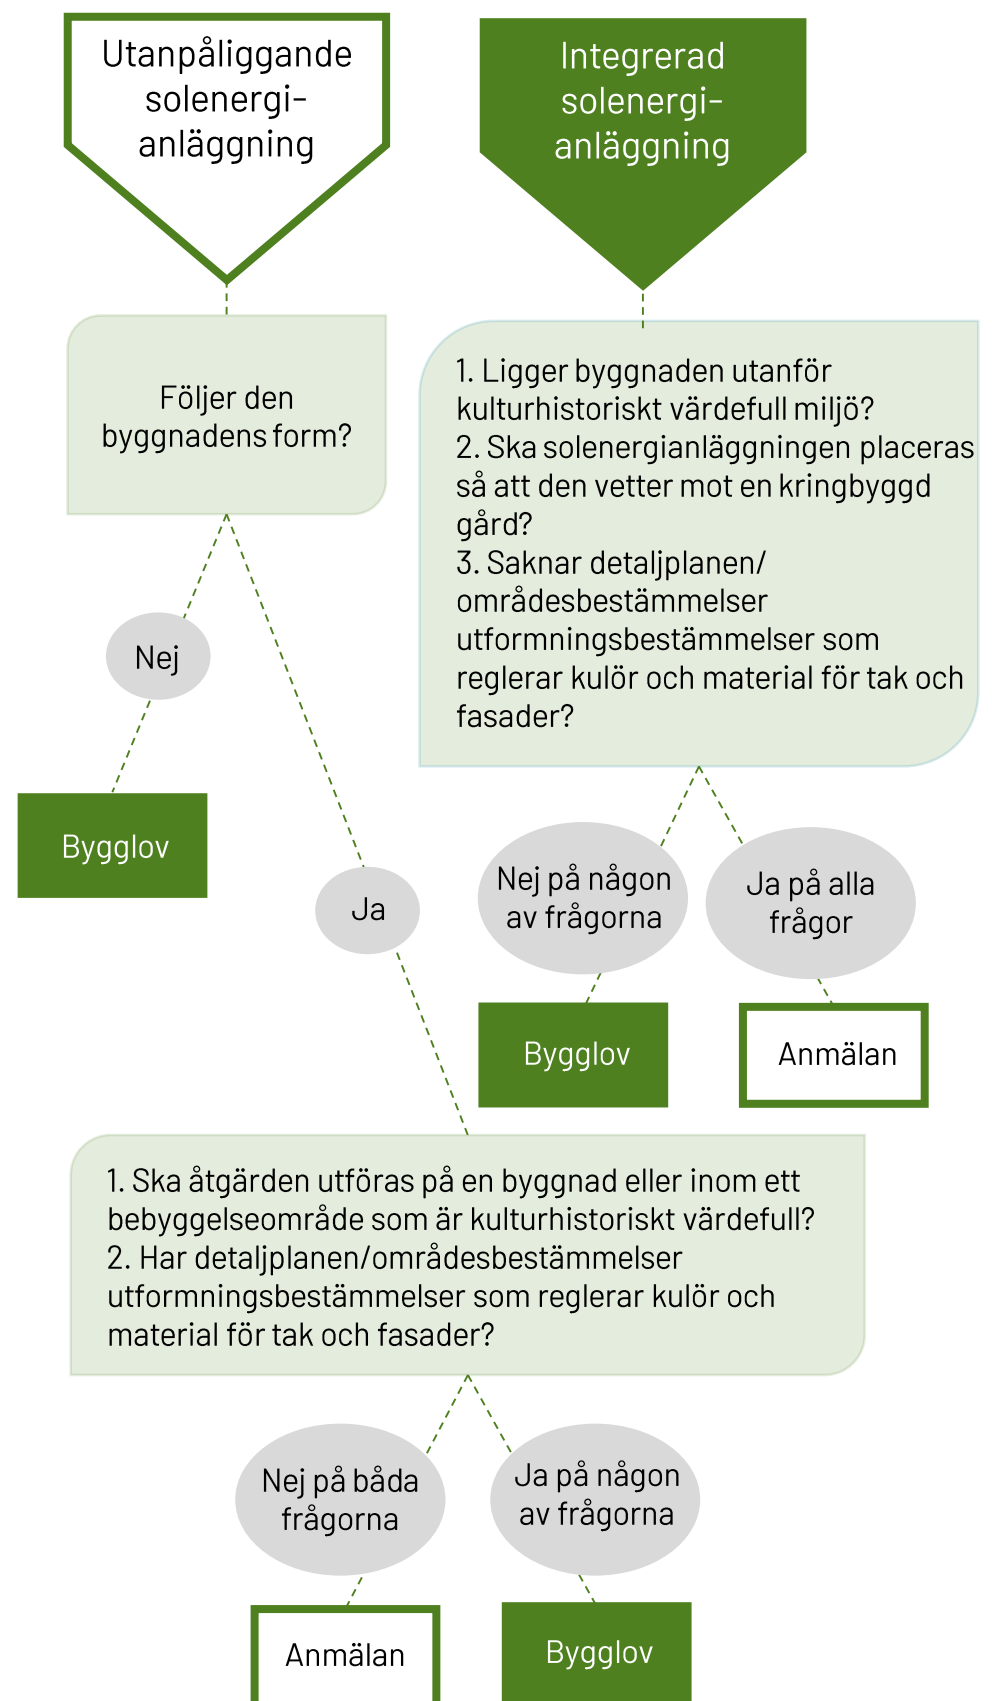 Utanpåliggande
solenergi-
anläggning
Integrerad
solenergi-
anläggning
Följer den
byggnadens form?
1. Ligger byggnaden utanför
kulturhistoriskt värdefull miljö?
2. Ska solenergianläggningen placeras
så att den vetter mot en kringbyggd
gård?
3. Saknar detaljplanen/
områdesbestämmelser
utformningsbestämmelser som
reglerar kulör och material för tak och
fasader?
Nej
Bygglov
Ja
Nej på någon
av frågorna
Ja på alla
frågor
Bygglov
Anmälan
1. Ska åtgärden utföras på en byggnad eller inom ett
bebyggelseområde som är kulturhistoriskt värdefull?
2. Har detaljplanen/områdesbestämmelser
utformningsbestämmelser som reglerar kulör och
material för tak och fasader?
Nej på båda
frågorna
Ja på någon
av frågorna
Anmälan
Bygglov